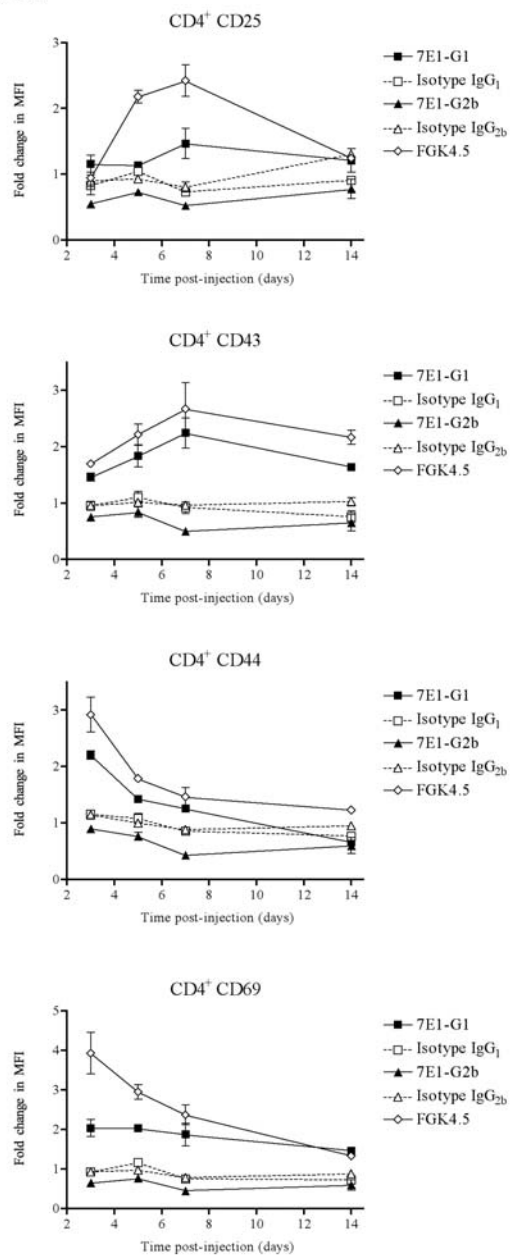 CD4⁺ CD25
3
2
1
0
Fold change in MFI
2 4 6 8 10 12 14
Time post-injection (days)
7E1-G1
Isotype IgG₁
7E1-G2b
Isotype IgG₂b
FGK4.5
CD4⁺ CD43
3
2
1
0
Fold change in MFI
2 4 6 8 10 12 14
Time post-injection (days)
7E1-G1
Isotype IgG₁
7E1-G2b
Isotype IgG₂b
FGK4.5
CD4⁺ CD44
3
2
1
0
Fold change in MFI
2 4 6 8 10 12 14
Time post-injection (days)
7E1-G1
Isotype IgG₁
7E1-G2b
Isotype IgG₂b
FGK4.5
CD4⁺ CD69
5
4
3
2
1
0
Fold change in MFI
2 4 6 8 10 12 14
Time post-injection (days)
7E1-G1
Isotype IgG₁
7E1-G2b
Isotype IgG₂b
FGK4.5